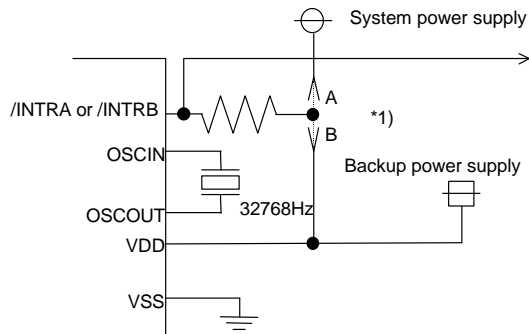 System power supply
A
/INTRA or /INTRB
*1)
B
OSCIN
Backup power supply
32768Hz
OSCOUT
VDD
VSS